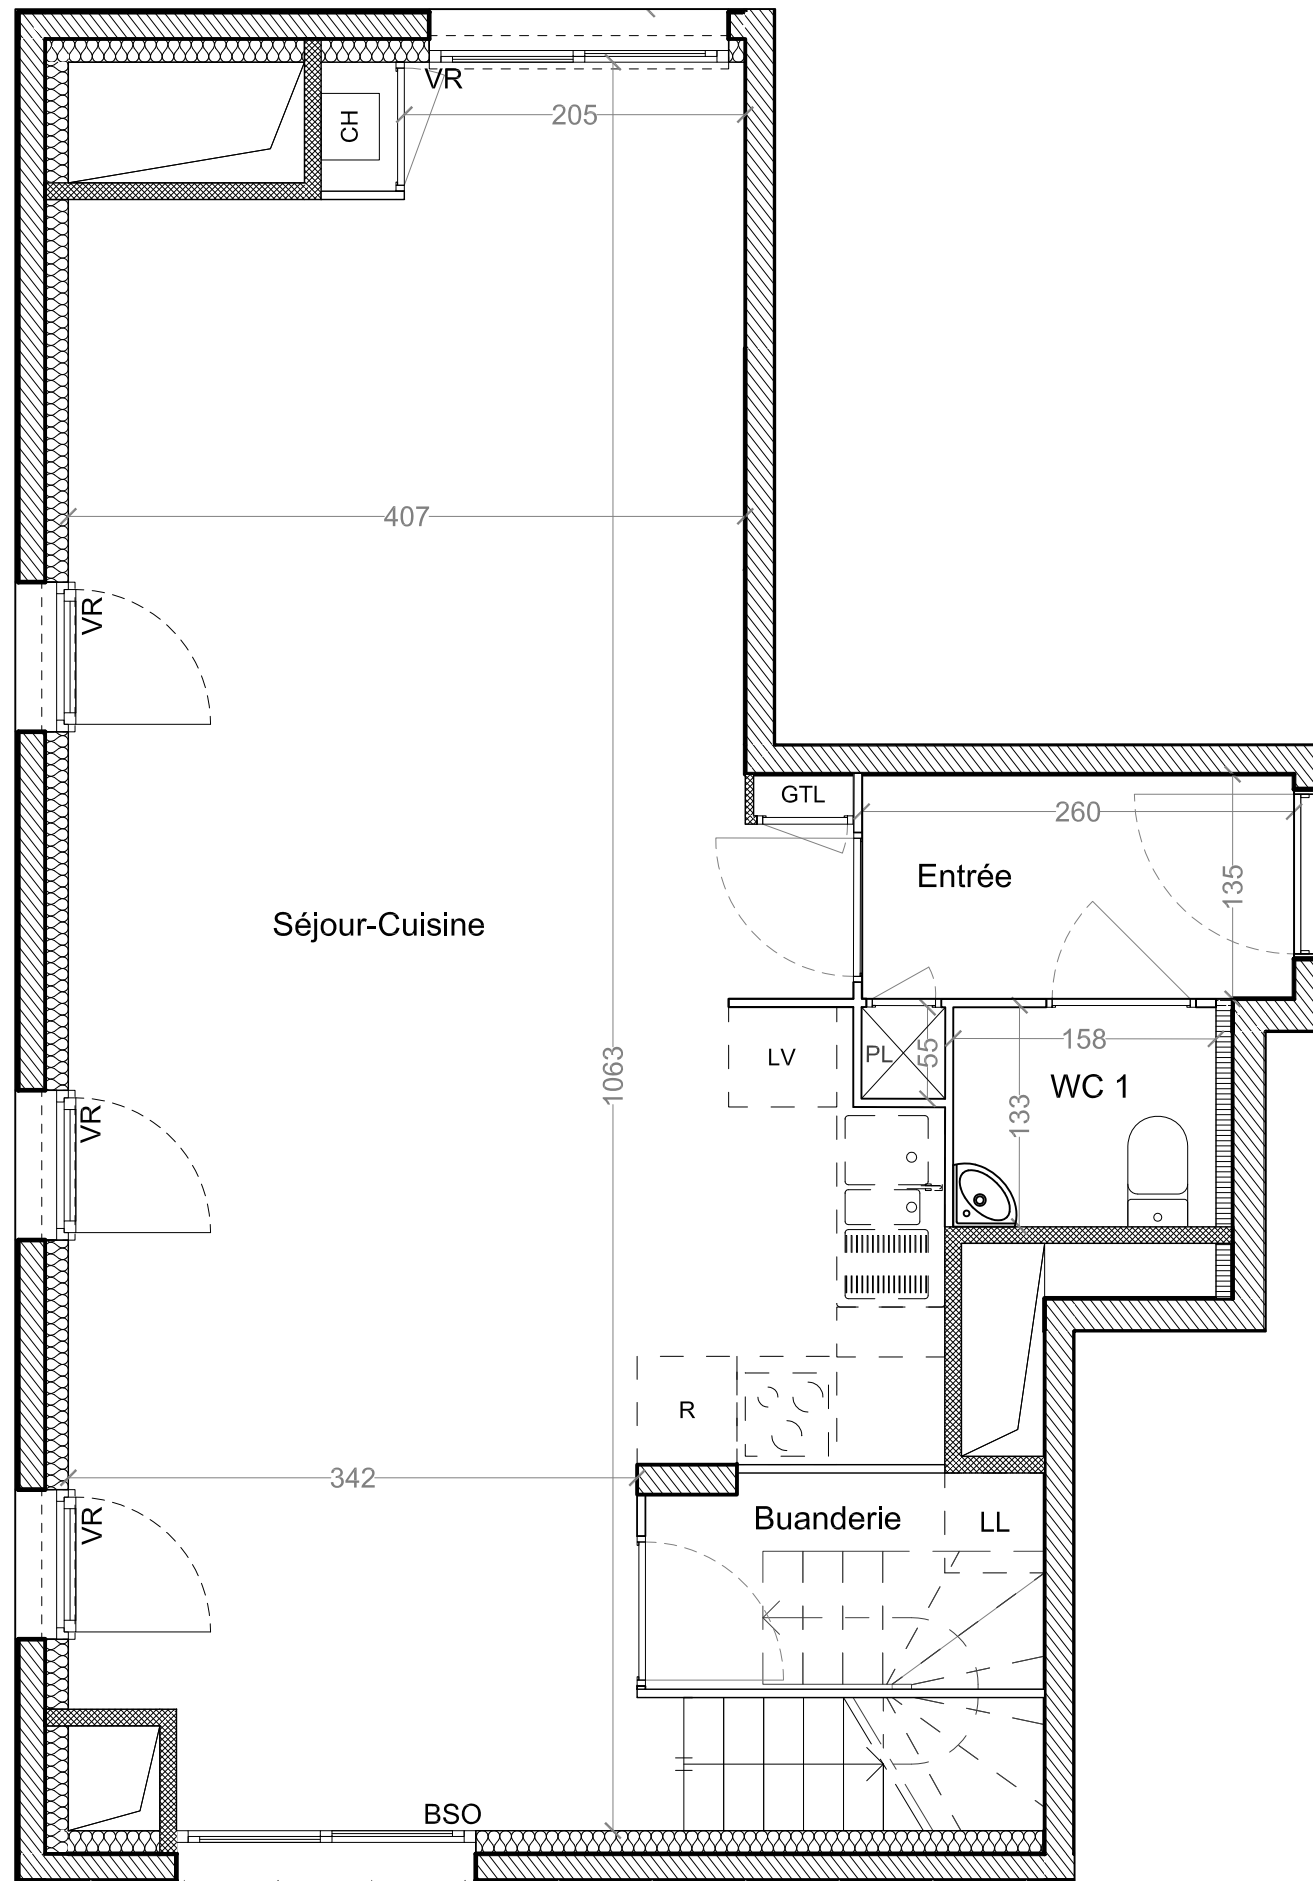 VR
CH
205
407
VR
GTL
260
Entrée
135
Séjour-Cuisine
LV
PL
55
158
1063
WC 1
133
VR
R
342
VR
Buanderie
LL
BSO